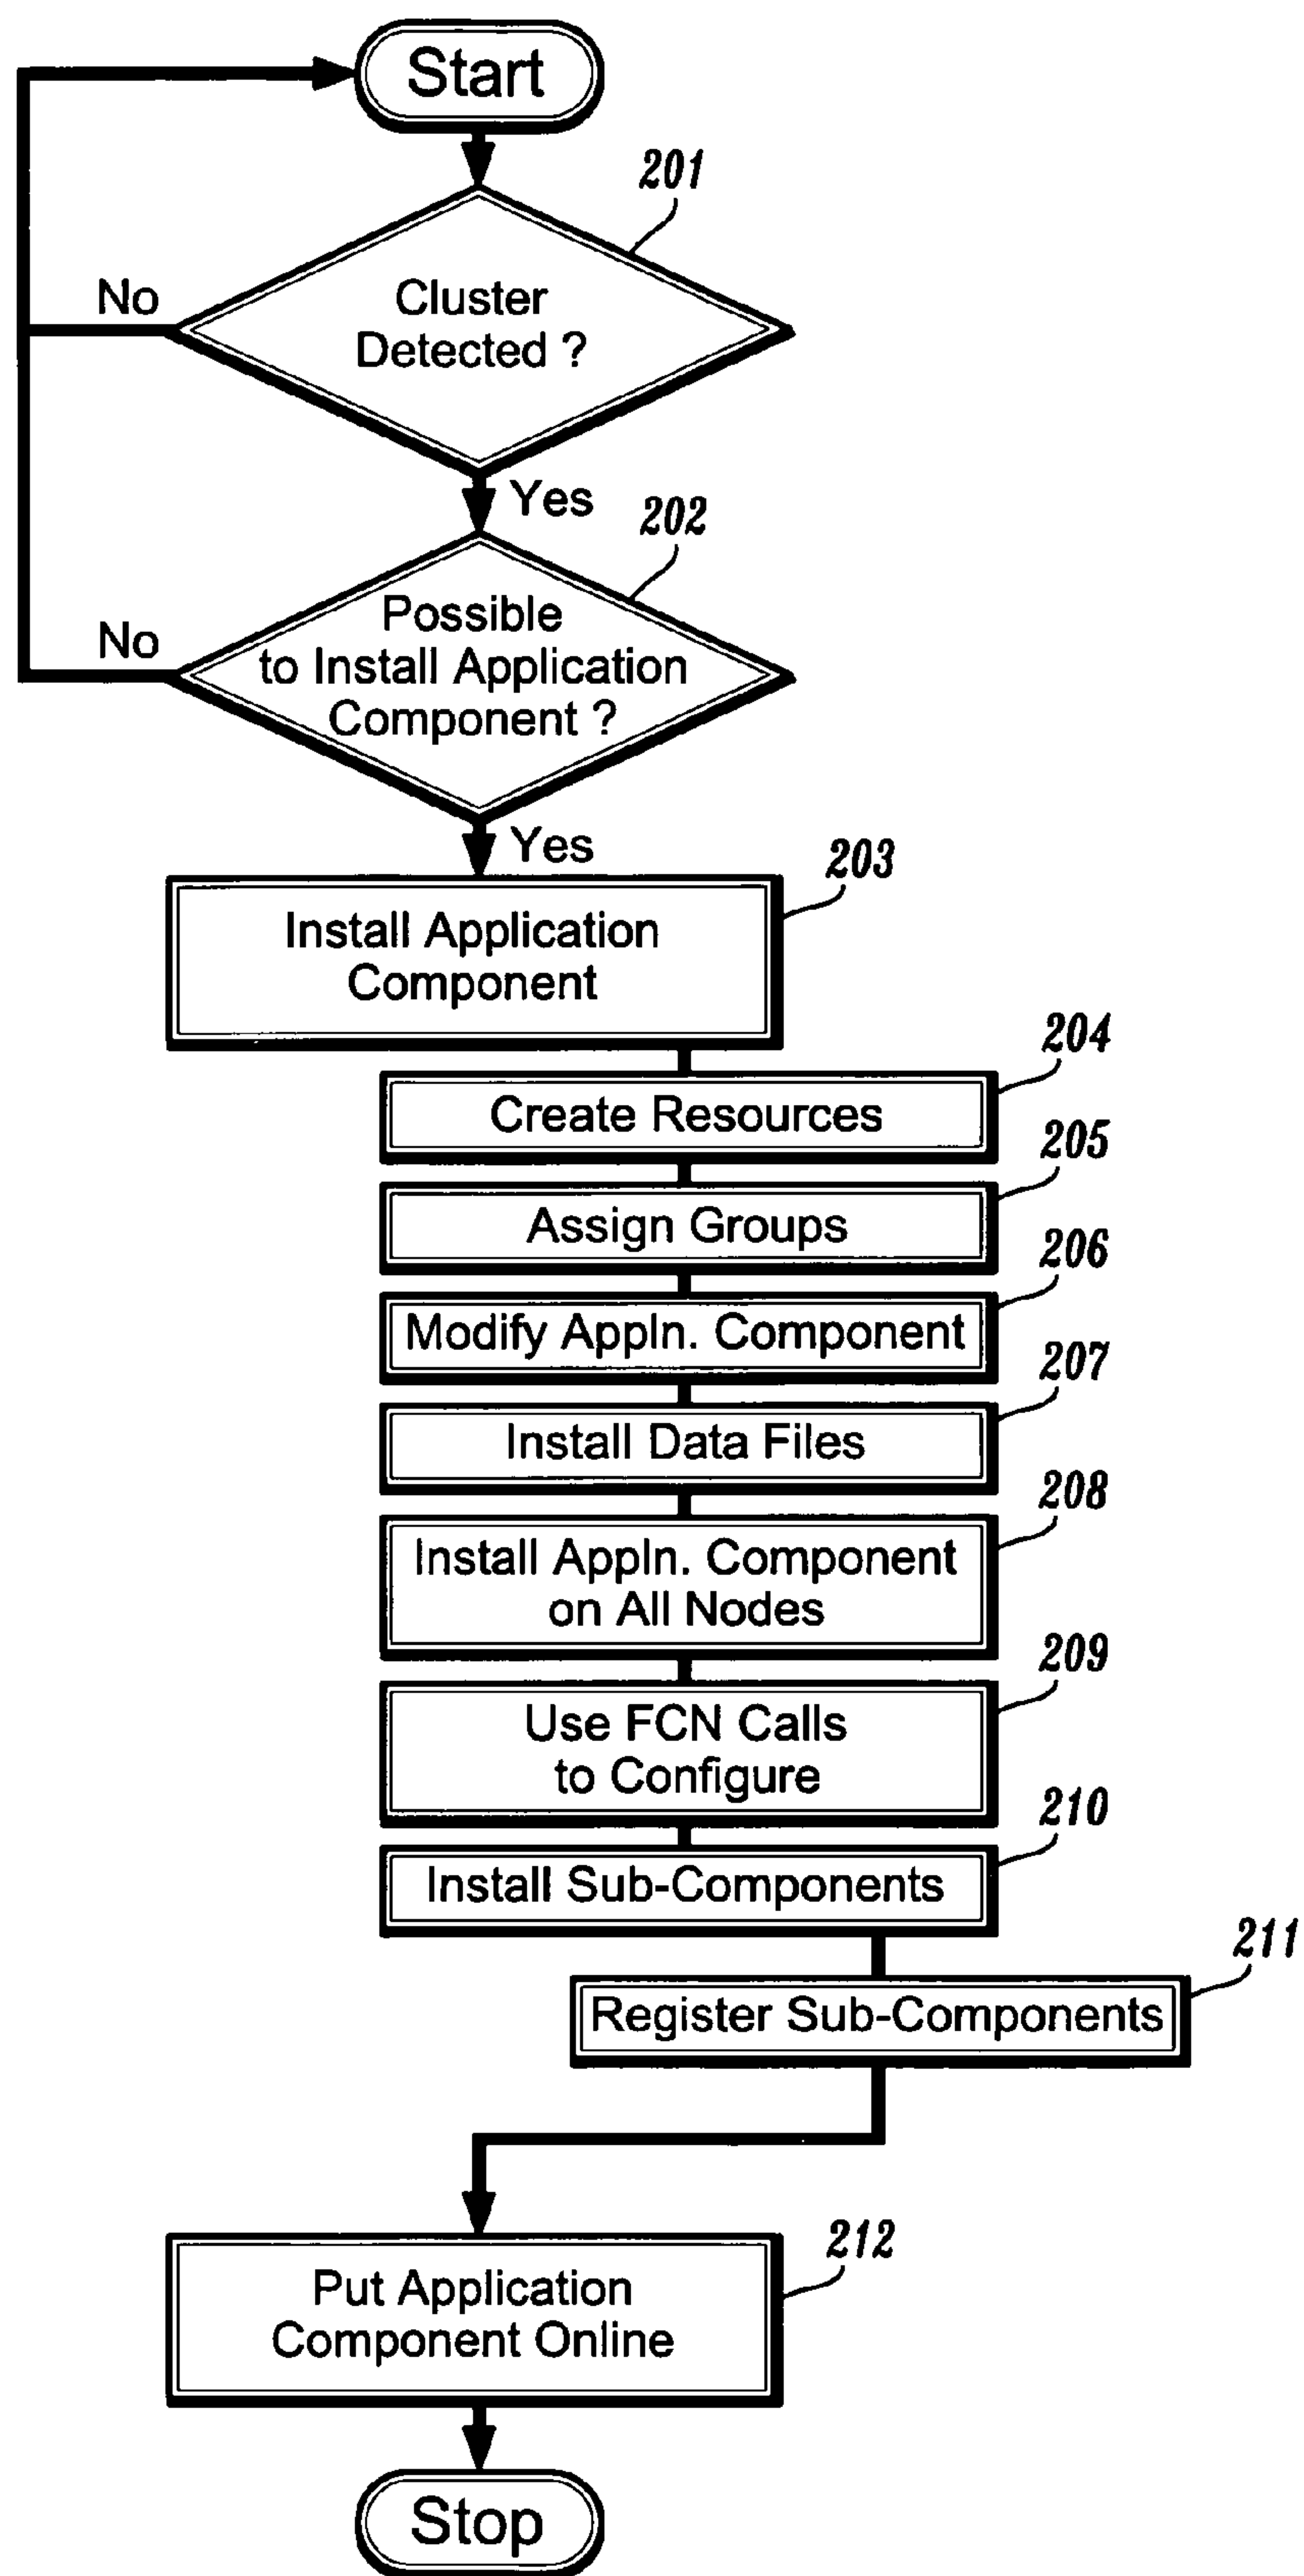 Start
201
Cluster
Detected ?
No
Yes
202
Possible
to Install Application
Component ?
No
Yes
203
Install Application
Component
204
Create Resources
205
Assign Groups
206
Modify Appln. Component
207
Install Data Files
208
Install Appln. Component
on All Nodes
209
Use FCN Calls
to Configure
210
Install Sub-Components
211
Register Sub-Components
212
Put Application
Component Online
Stop